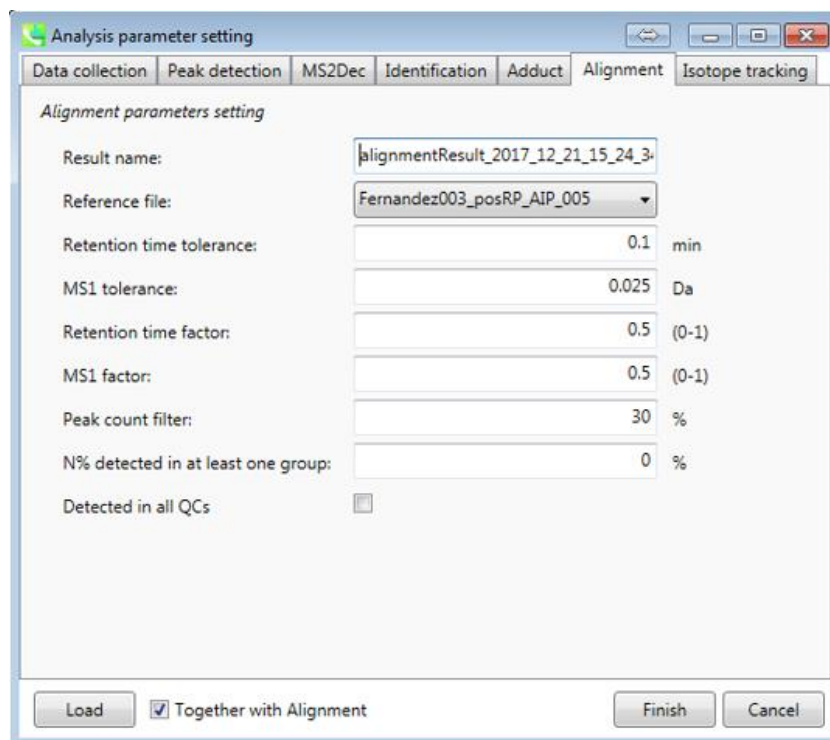 Analysis parameter setting
Data collection Peak detection MS2Dec Identification Adduct Alignment Isotope tracking
Alignment parameters setting
Result name: alignmentResult_2017_12_21_15_24_34
Reference file: Fernandez003_posRP_AIP_005
Retention time tolerance: 0.1 min
MS1 tolerance: 0.025 Da
Retention time factor: 0.5 (0-1)
MS1 factor: 0.5 (0-1)
Peak count filter: 30 %
N% detected in at least one group: 0 %
Detected in all QCs
Load Together with Alignment Finish Cancel